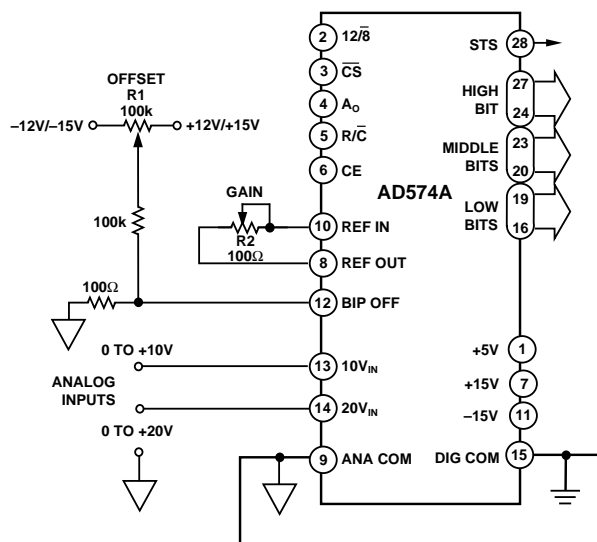 OFFSET
R1
100k
–12V/–15V
+12V/+15V
100k
100Ω
GAIN
R2
100Ω
0 TO +10V
ANALOG
INPUTS
0 TO +20V
2 12/8̅
3 C̅S̅
4 AO
5 R/C̅
6 CE
10 REF IN
8 REF OUT
12 BIP OFF
13 10VIN
14 20VIN
9 ANA COM
AD574A
STS 28
HIGH
BIT
27
24
MIDDLE
BITS
23
20
LOW
BITS
19
16
+5V 1
+15V 7
–15V 11
DIG COM 15